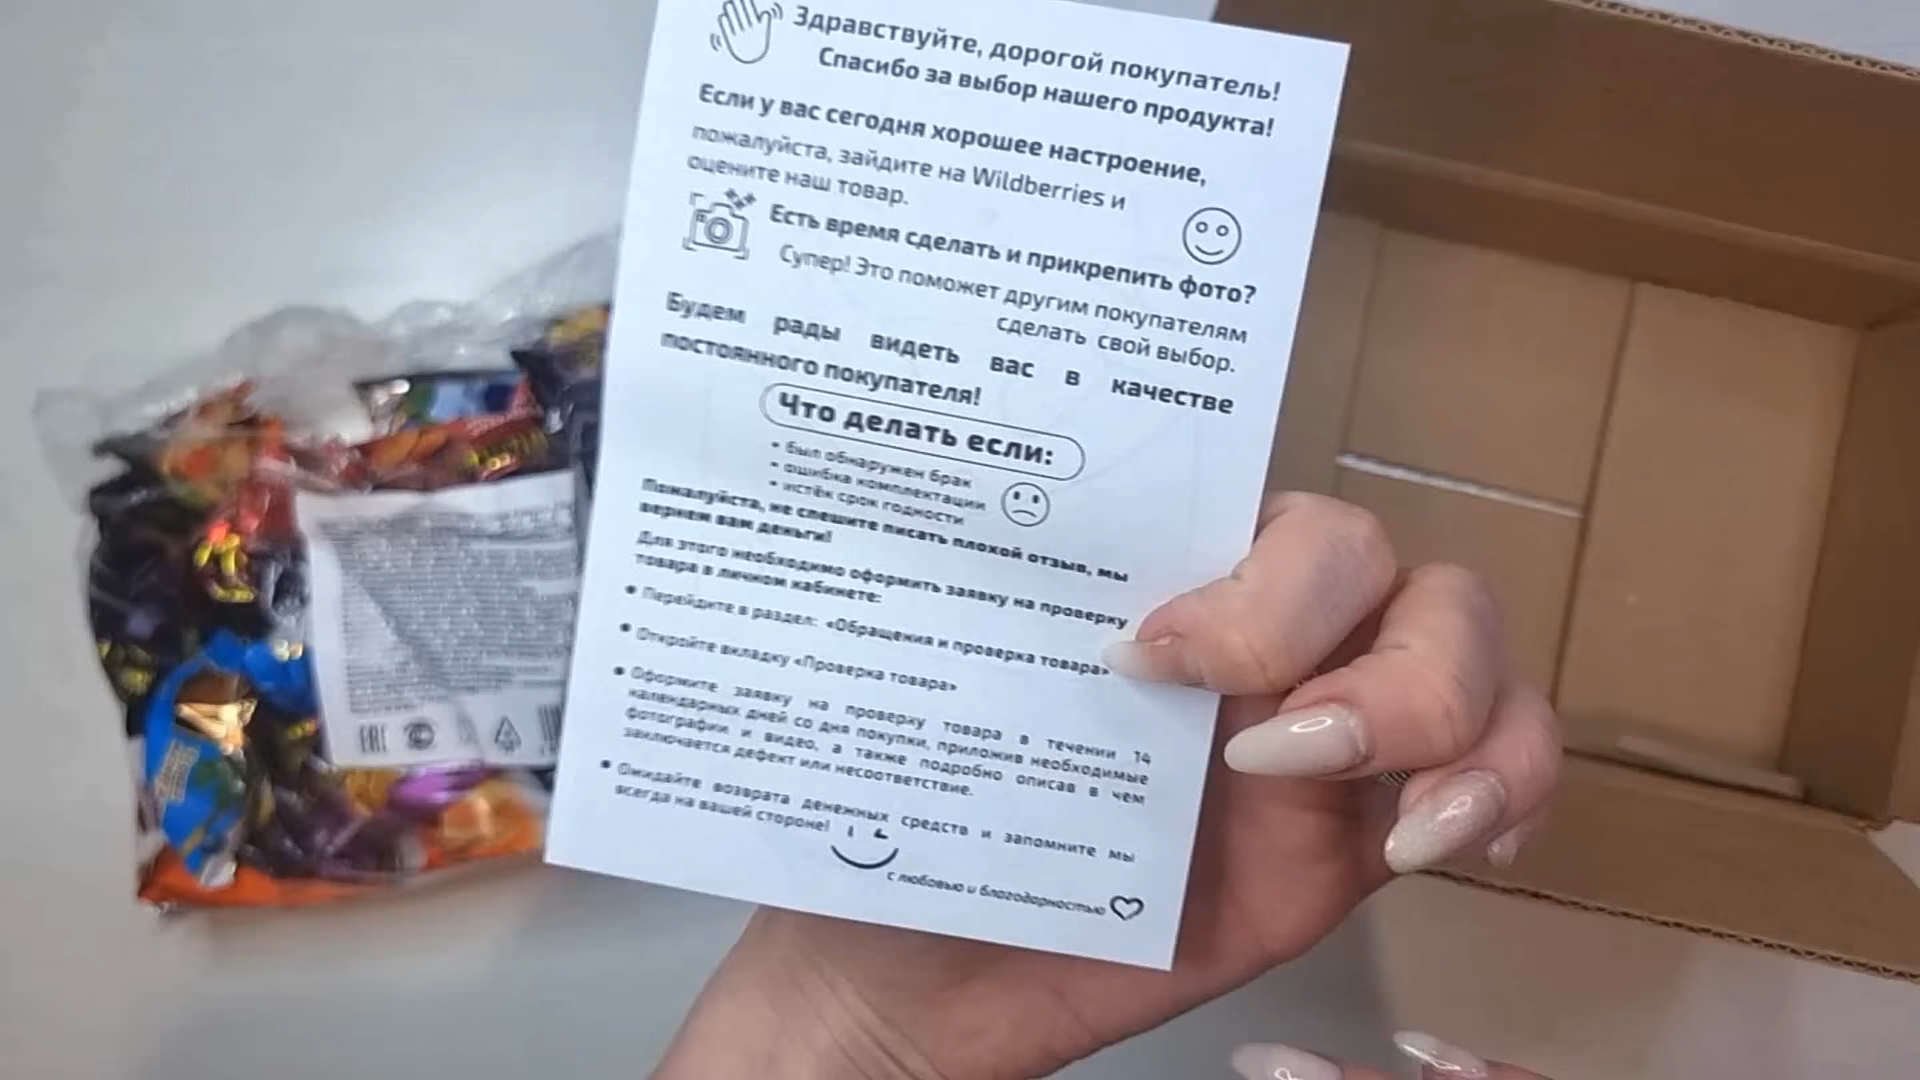 Здравствуйте, дорогой покупатель!
Спасибо за выбор нашего продукта!
Если у вас сегодня хорошее настроение,
пожалуйста, зайдите на Wildberries и
оцените наш товар.
Есть время сделать и прикрепить фото?
Супер! Это поможет другим покупателям
сделать свой выбор.
Будем рады видеть вас в качестве
постоянного покупателя!
Что делать если:
• был обнаружен брак
• ошибка комплектации
• истёк срок годности
Пожалуйста, не спешите писать плохой отзыв, мы
вернем вам деньги!
Для этого необходимо оформить заявку на проверку
товара в личном кабинете:
• Перейдите в раздел: «Обращения и проверка товара»
• Откройте вкладку «Проверка товара»
• Оформите заявку на проверку товара в течении 14
календарных дней со дня покупки, приложив необходимые
фотографии и видео, а также подробно описав в чем
заключается дефект или несоответствие.
• Ожидайте возврата денежных средств и запомните мы
всегда на вашей стороне!
с любовью и благодарностью
EAC